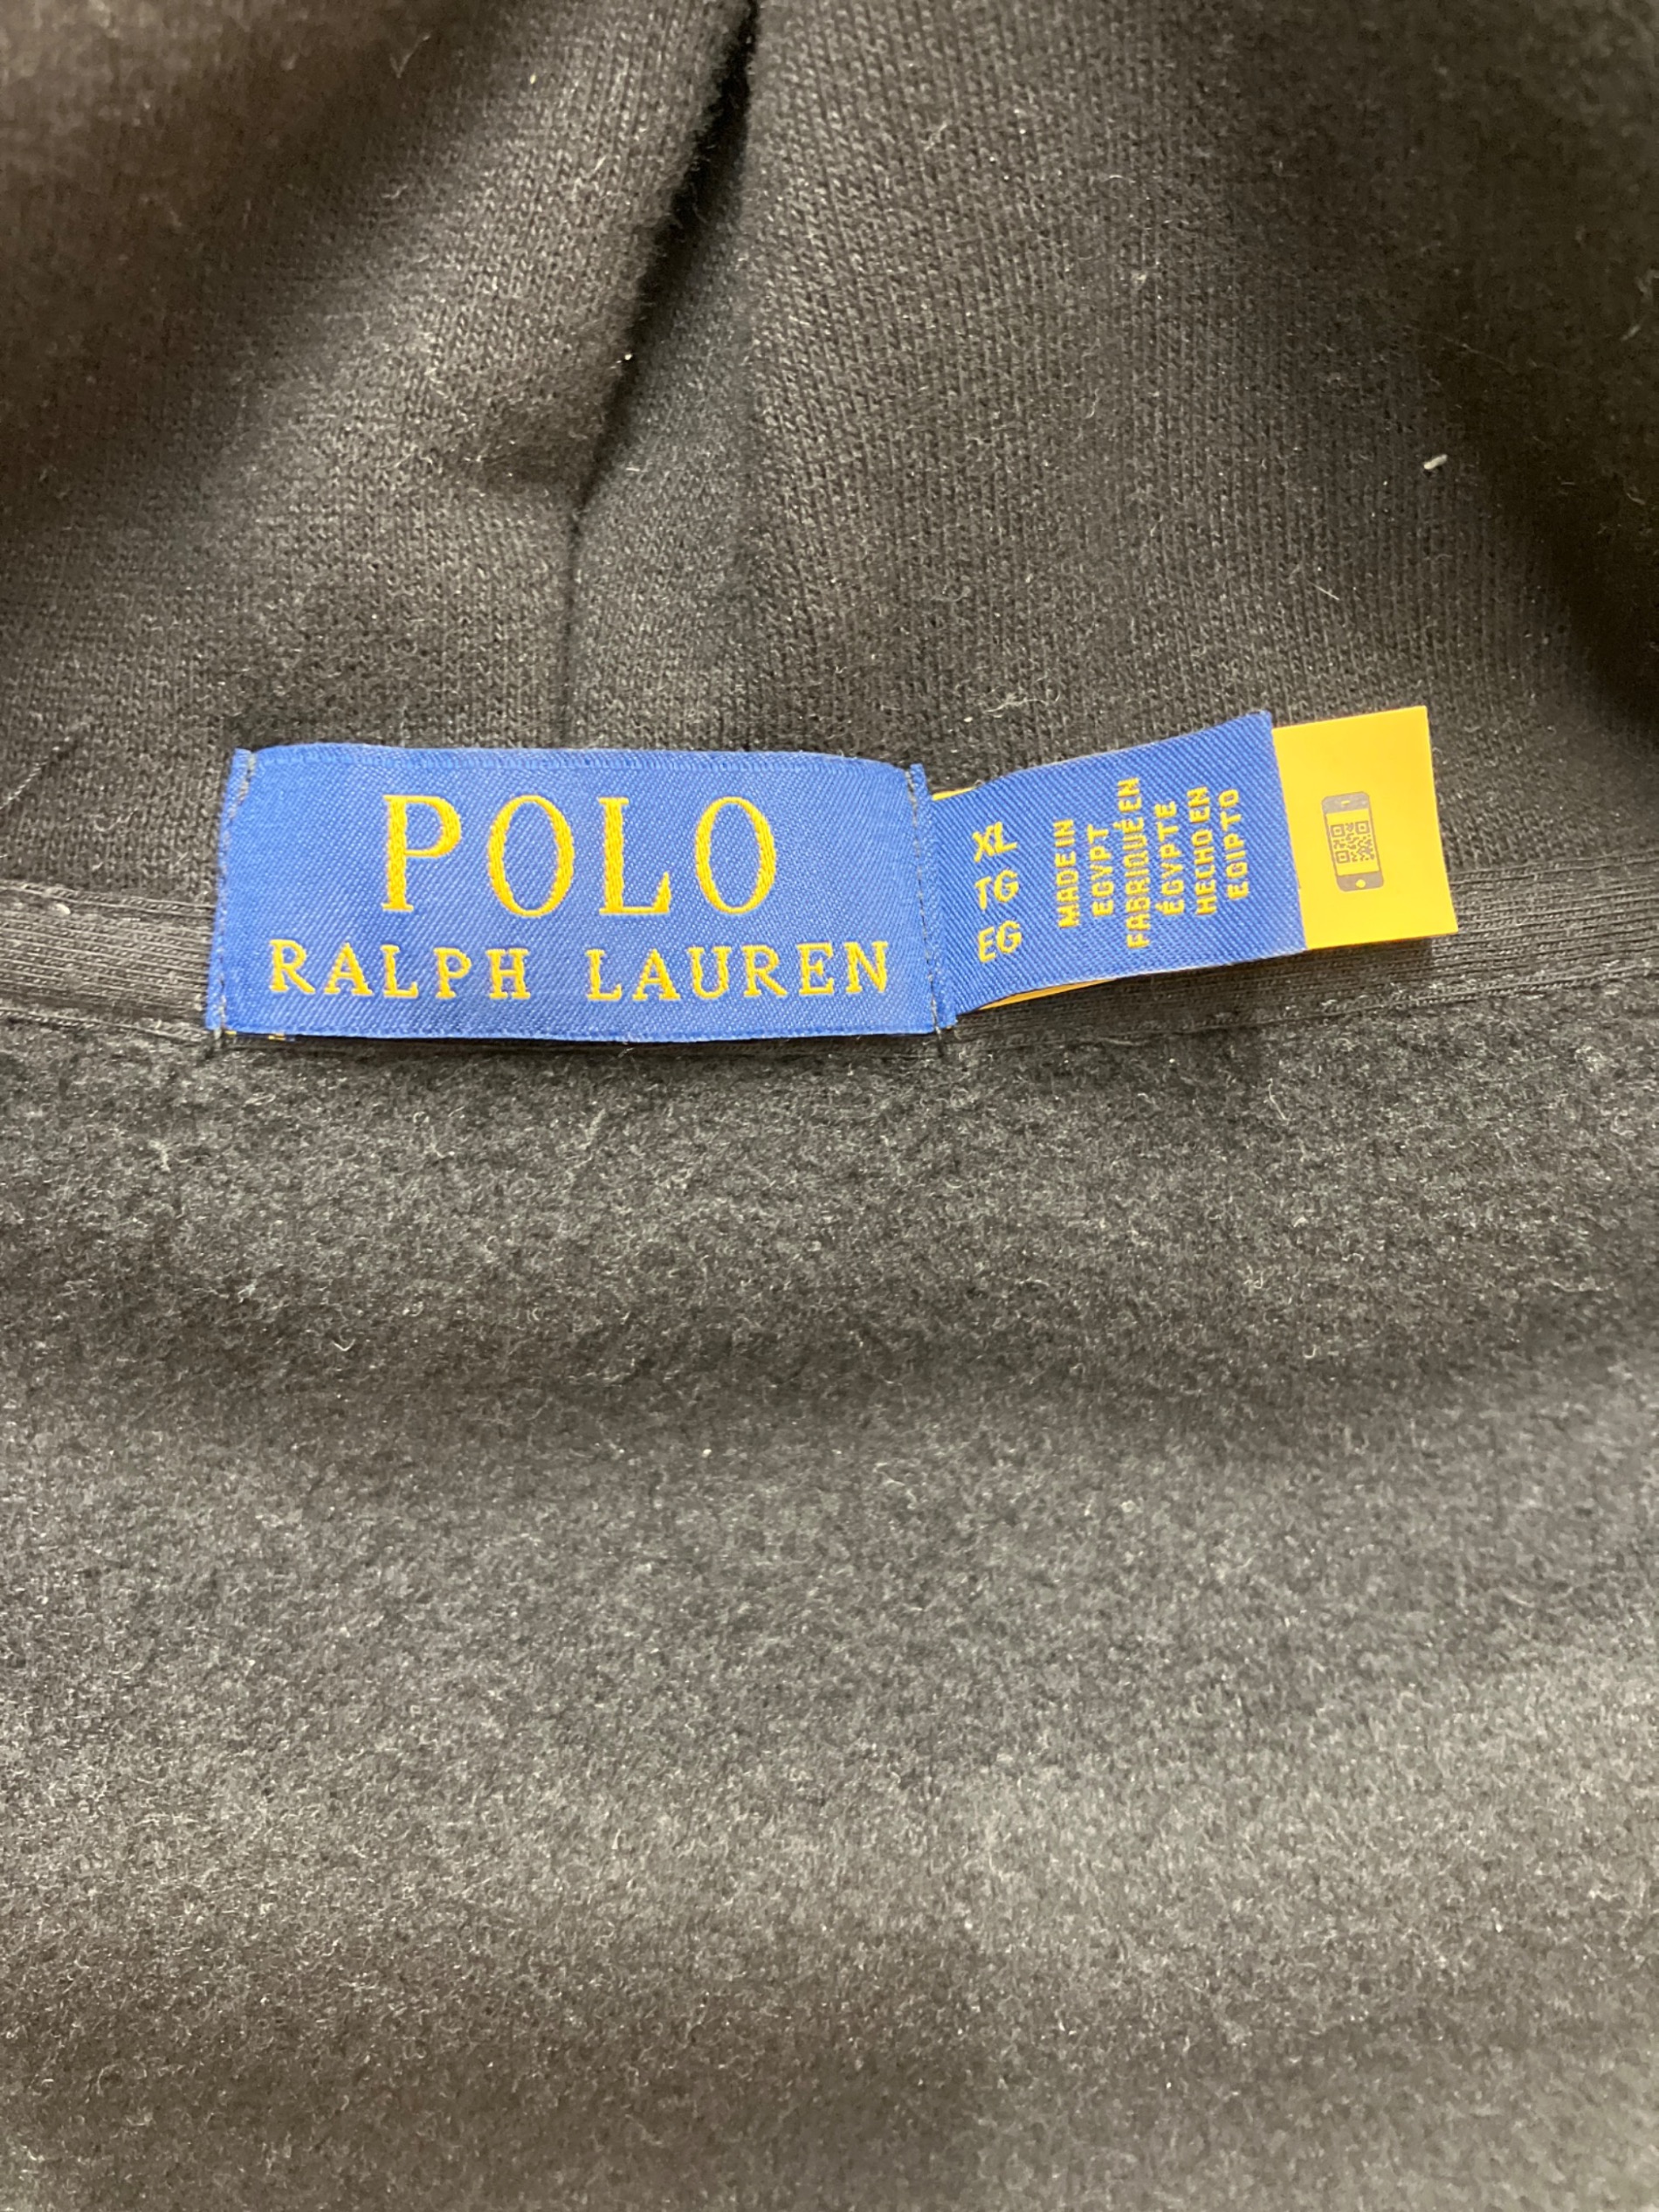 POLO
RALPH LAUREN
XL
TG
EG
MADE IN
EGYPT
FABRIQUÉ EN
ÉGYPTE
HECHO EN
EGIPTO